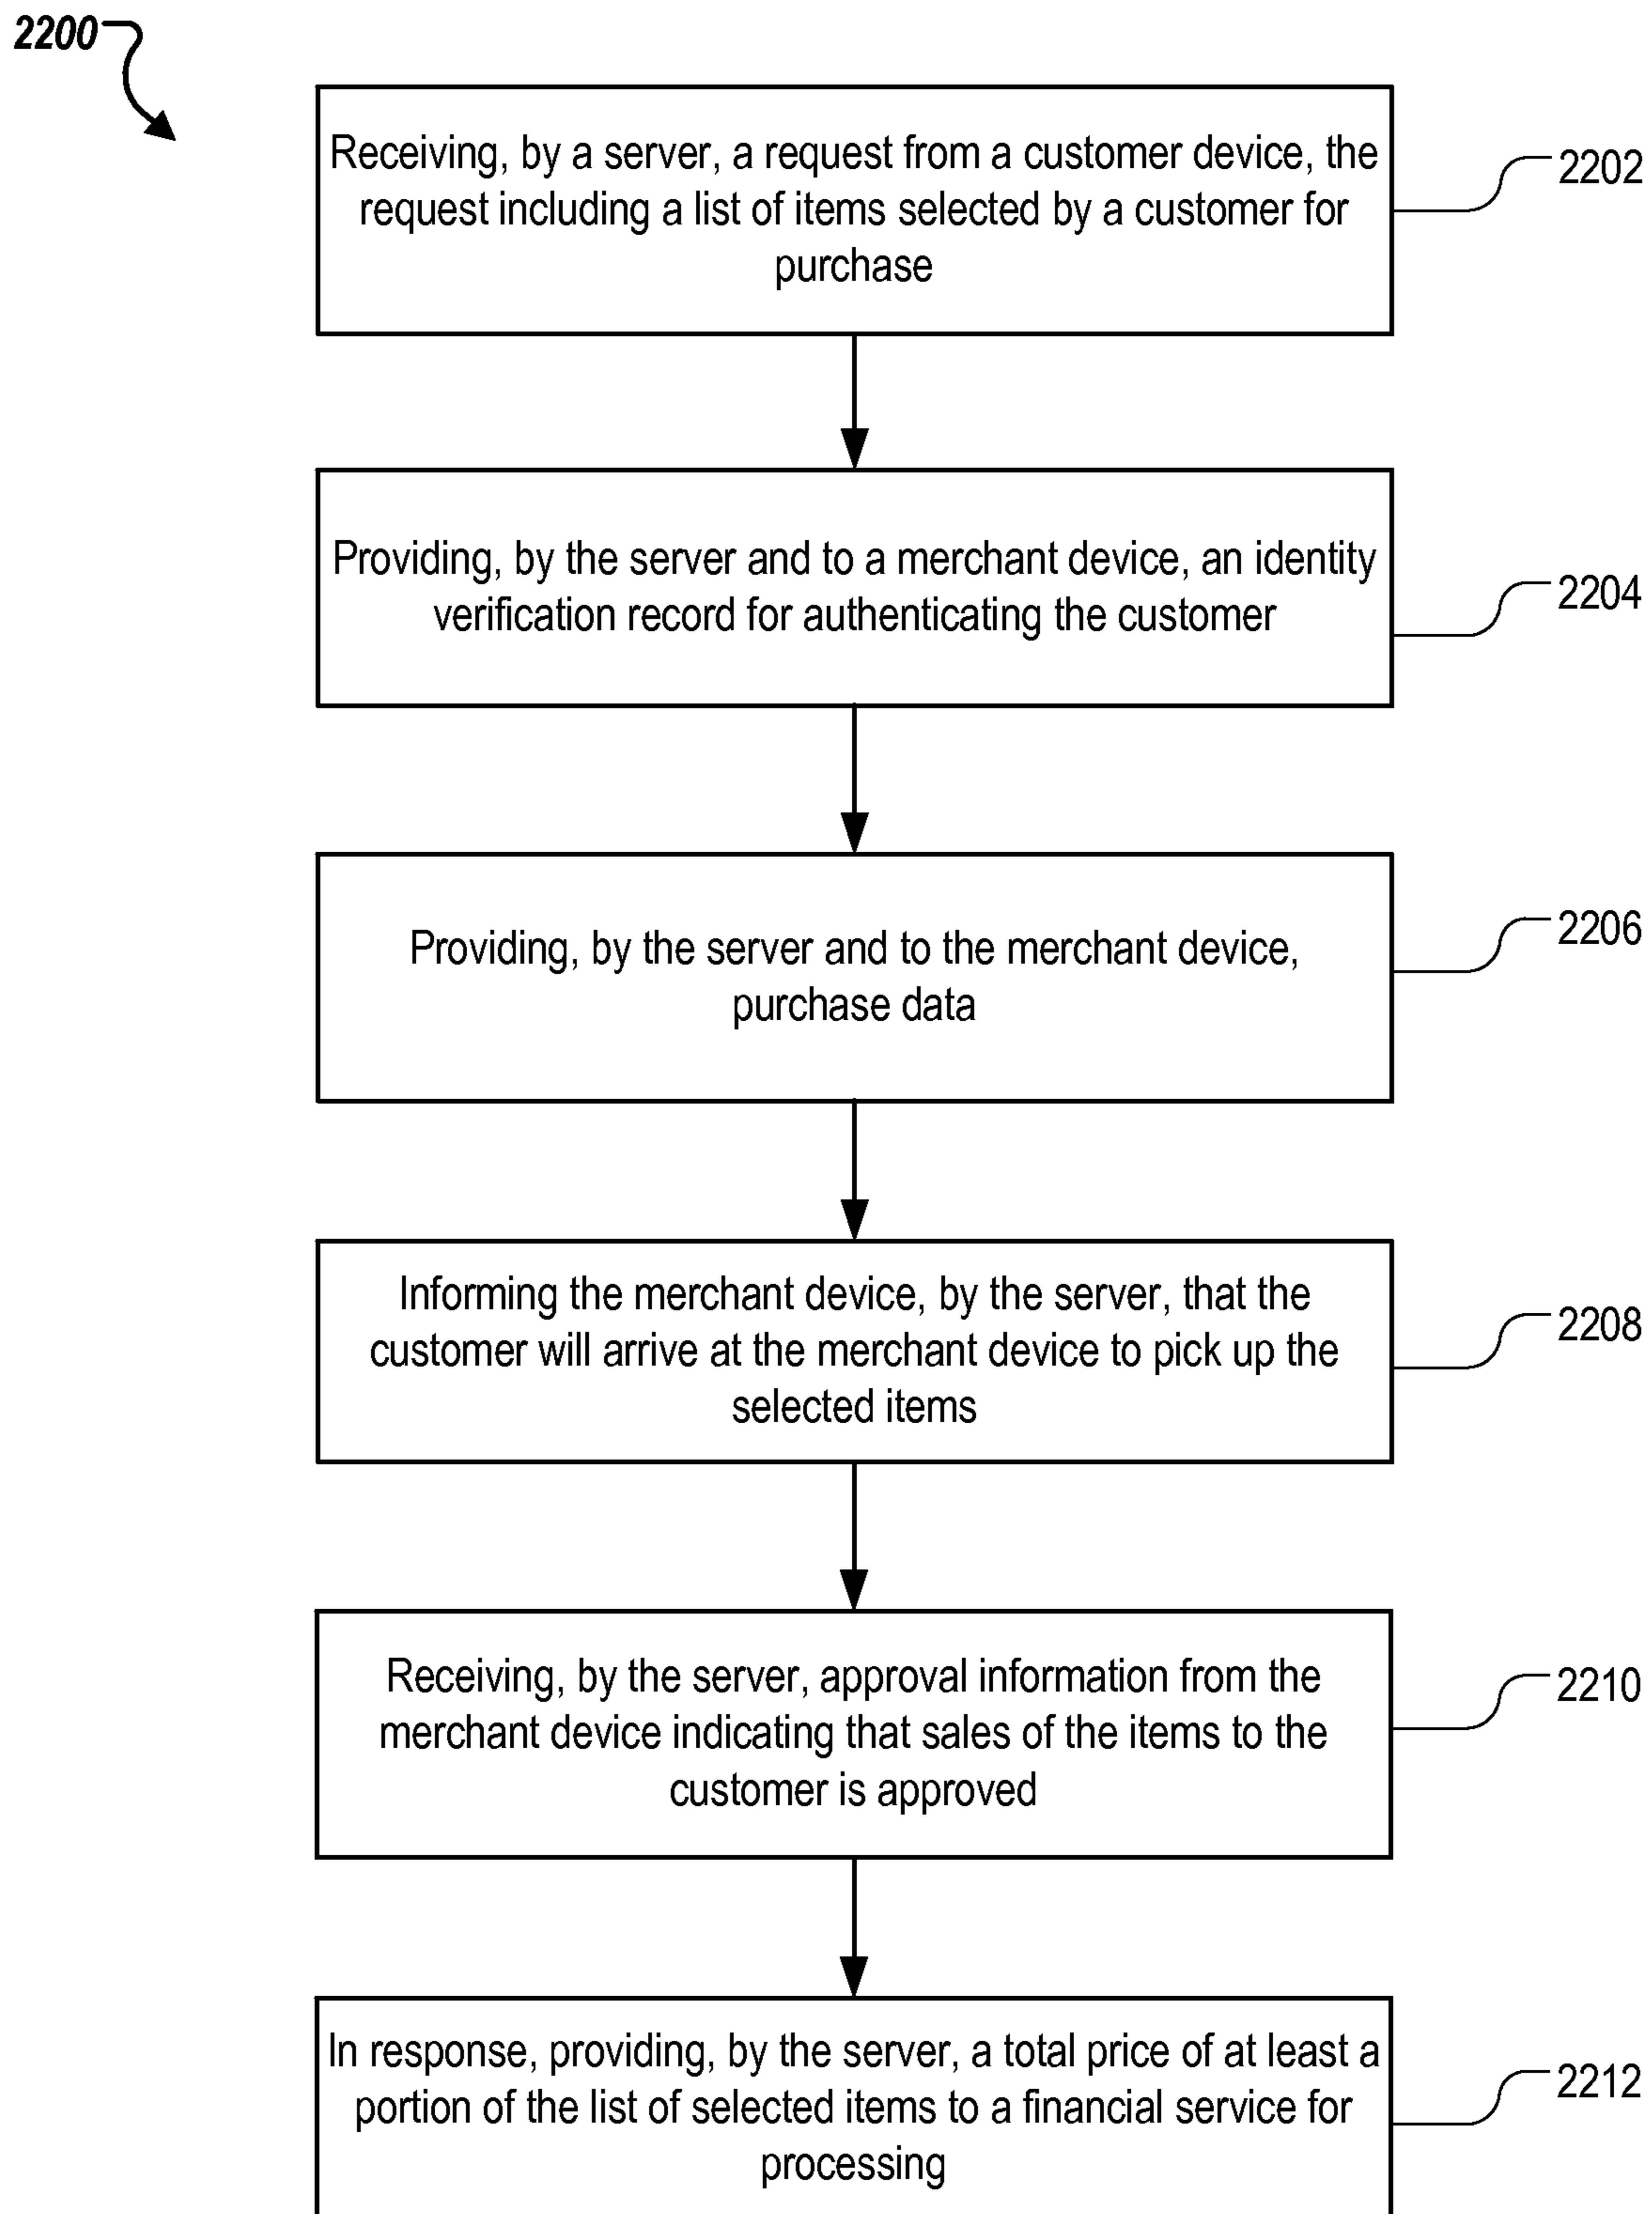 2200
Receiving, by a server, a request from a customer device, the
request including a list of items selected by a customer for
purchase
2202
Providing, by the server and to a merchant device, an identity
verification record for authenticating the customer
2204
Providing, by the server and to the merchant device,
purchase data
2206
Informing the merchant device, by the server, that the
customer will arrive at the merchant device to pick up the
selected items
2208
Receiving, by the server, approval information from the
merchant device indicating that sales of the items to the
customer is approved
2210
In response, providing, by the server, a total price of at least a
portion of the list of selected items to a financial service for
processing
2212